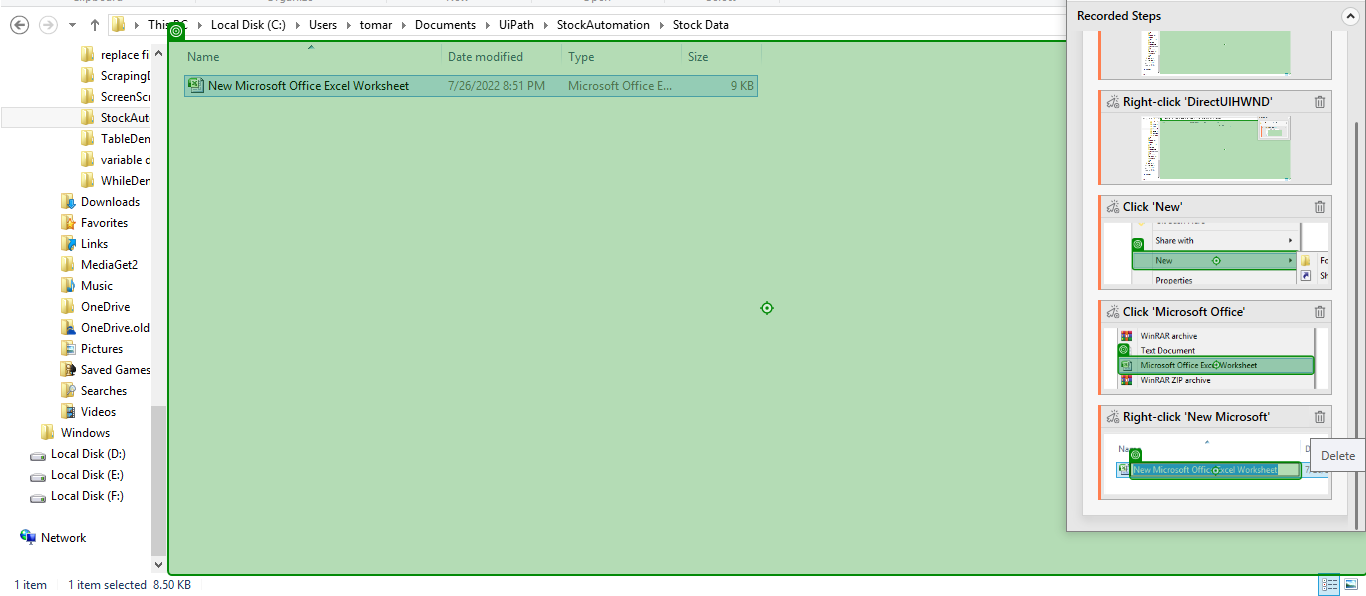 This PC Local Disk (C:) Users tomar Documents UiPath StockAutomation Stock Data
replace fi
ScrapingD
ScreenScr
StockAut
TableDen
variable d
WhileDen
Downloads
Favorites
Links
MediaGet2
Music
OneDrive
OneDrive.old
Pictures
Saved Games
Searches
Videos
Windows
Local Disk (D:)
Local Disk (E:)
Local Disk (F:)
Network
Name Date modified Type Size
New Microsoft Office Excel Worksheet 7/26/2022 8:51 PM Microsoft Office E... 9 KB
1 item 1 item selected 8.50 KB
Recorded Steps
Right-click 'DirectUIHWND'
Click 'New'
Share with
New
Properties
Click 'Microsoft Office'
WinRAR archive
Text Document
Microsoft Office Excel Worksheet
WinRAR ZIP archive
Right-click 'New Microsoft'
New Microsoft Office Excel Worksheet
Delete